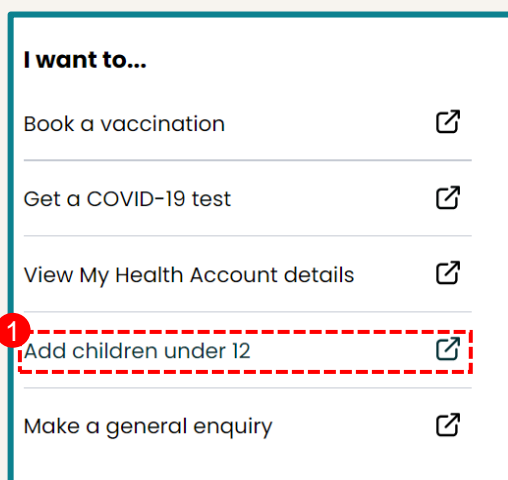 I want to...
Book a vaccination
Get a COVID-19 test
View My Health Account details
1
Add children under 12
Make a general enquiry